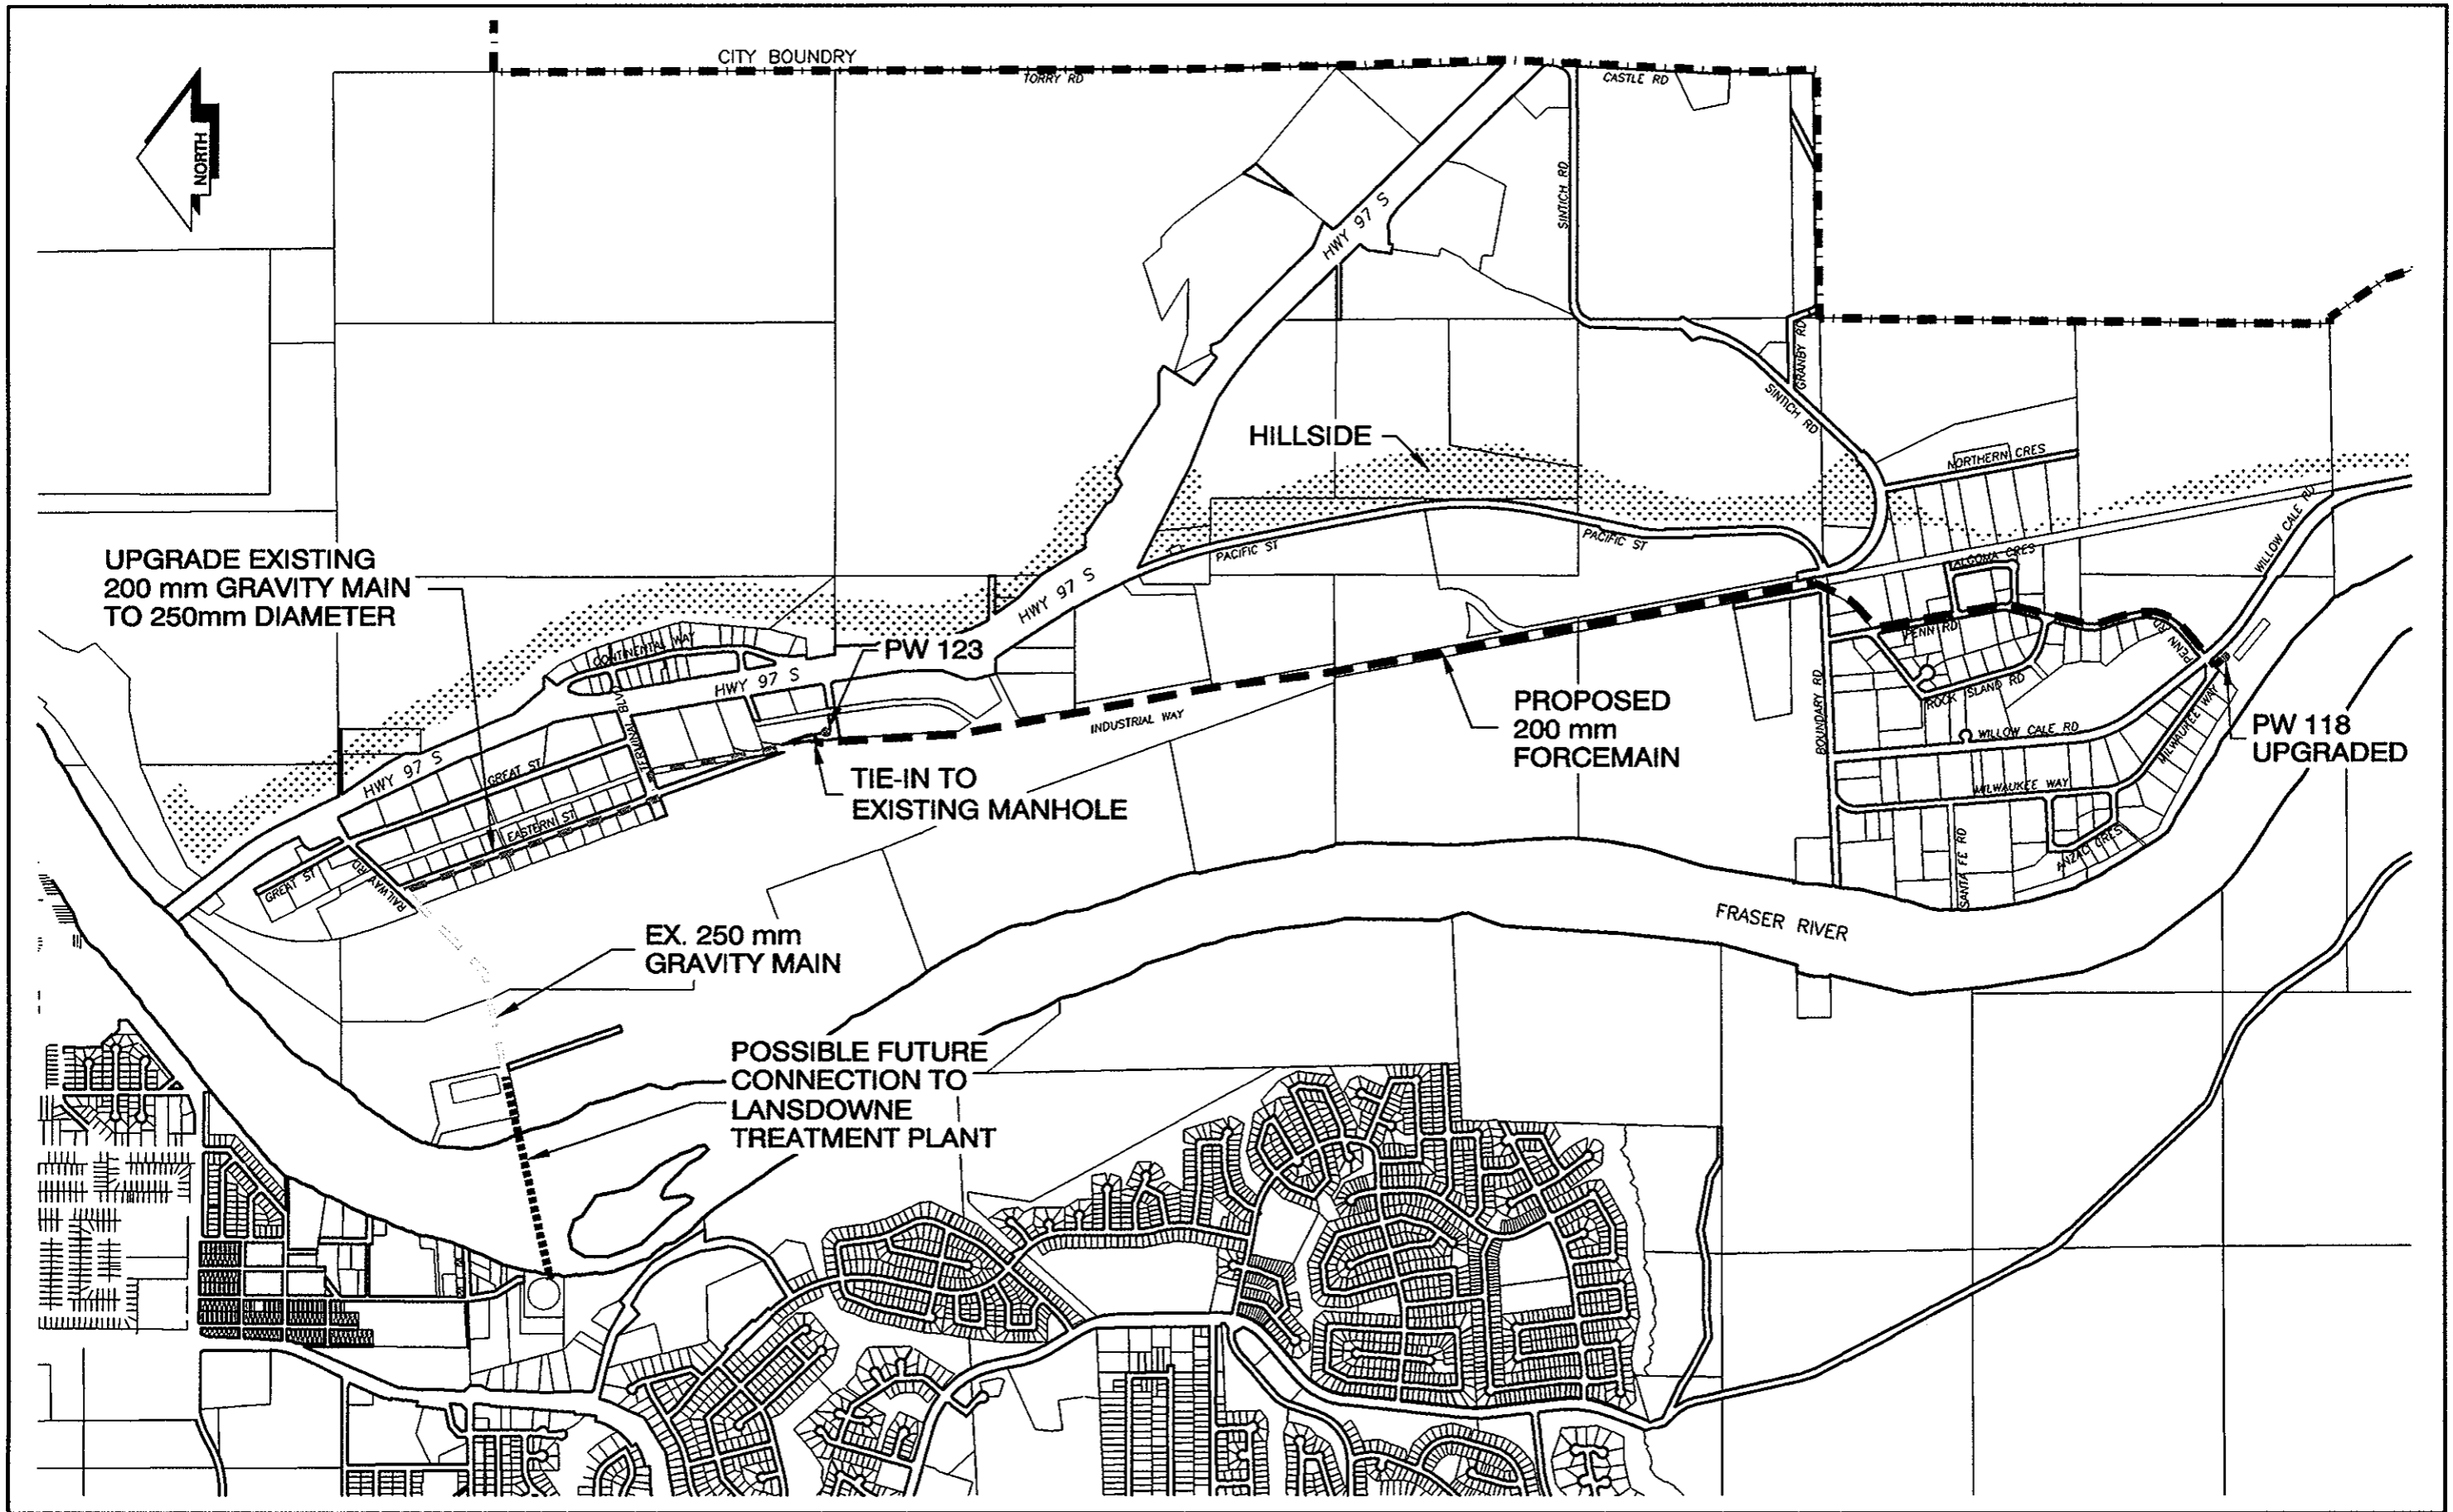 CITY BOUNDRY
TORRY RD
CASTLE RD
NORTH
SINTICH RD
HWY 97 S
GRANBY RD
SINTICH RD
HILLSIDE
NORTHERN CRES
WILLOW CALE RD
PACIFIC ST
PACIFIC ST
ALGOMA CRES
UPGRADE EXISTING
200 mm GRAVITY MAIN
TO 250mm DIAMETER
HWY 97 S
CONTINENTAL WAY
PW 123
HWY 97 S
TERMINAL BLVD
PENN RD
PENN RD
ROCK ISLAND RD
BOUNDARY RD
PROPOSED
200 mm
FORCEMAIN
INDUSTRIAL WAY
PW 118
UPGRADED
WILLOW CALE RD
MILWAUKEE WAY
MILWAUKEE WAY
HWY 97 S
GREAT ST
TIE-IN TO
EXISTING MANHOLE
EASTERN ST
GREAT ST
RAILWAY RD
SANTA FE RD
ANZAC CRES
FRASER RIVER
EX. 250 mm
GRAVITY MAIN
POSSIBLE FUTURE
CONNECTION TO
LANSDOWNE
TREATMENT PLANT